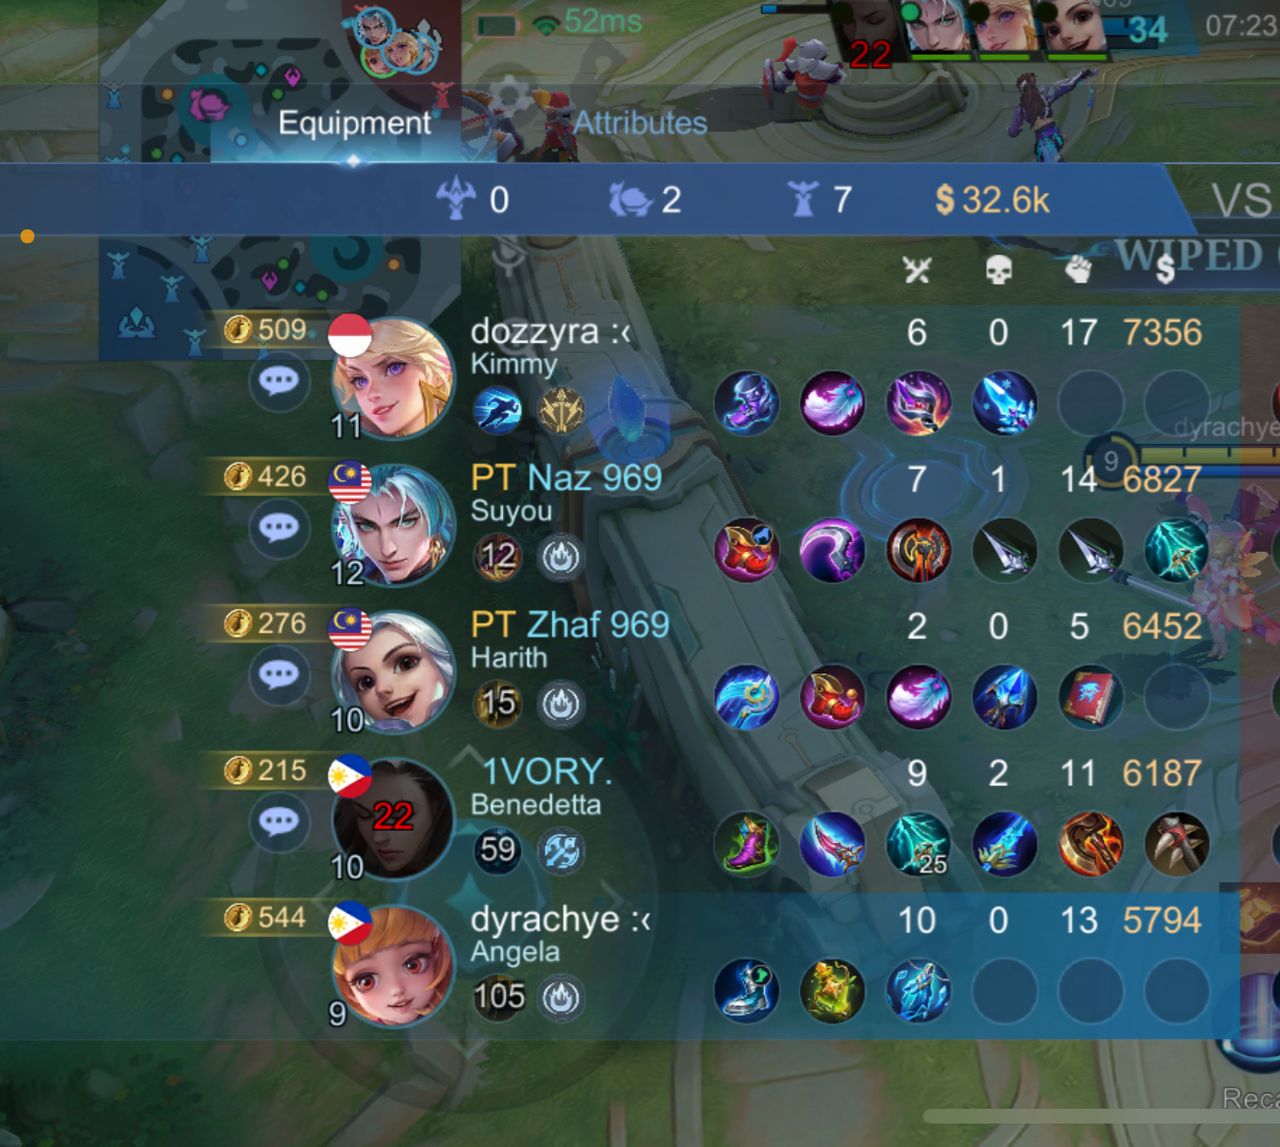 52ms
22
34
07:23
Equipment
Attributes
0
2
7
$ 32.6k
VS
WIPED
509
dozzyra :‹
Kimmy
11
6 0 17 7356
dyrachye
9
426
PT Naz 969
Suyou
12
12
7 1 14 6827
276
PT Zhaf 969
Harith
15
10
2 0 5 6452
215
1VORY.
Benedetta
22
59
10
9 2 11 6187
25
544
dyrachye :‹
Angela
105
9
10 0 13 5794